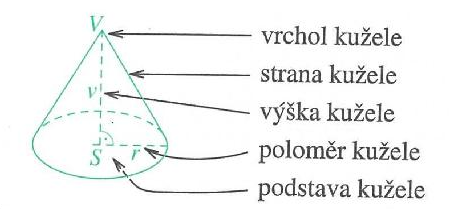 V
vrchol kužele
strana kužele
v
výška kužele
poloměr kužele
S r
podstava kužele